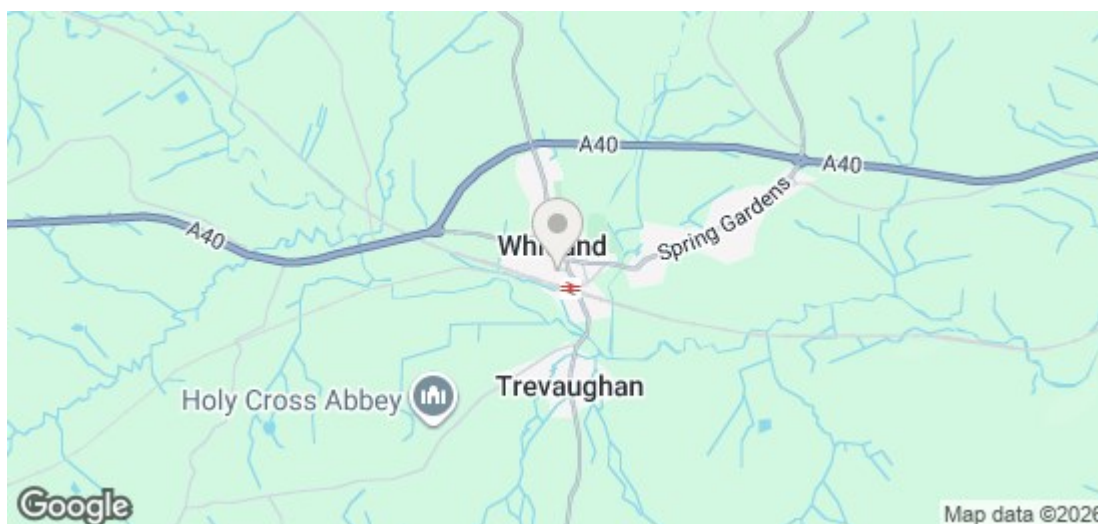 A40
A40
A40
Spring Gardens
Trevaughan
Holy Cross Abbey
Google
Map data ©2026